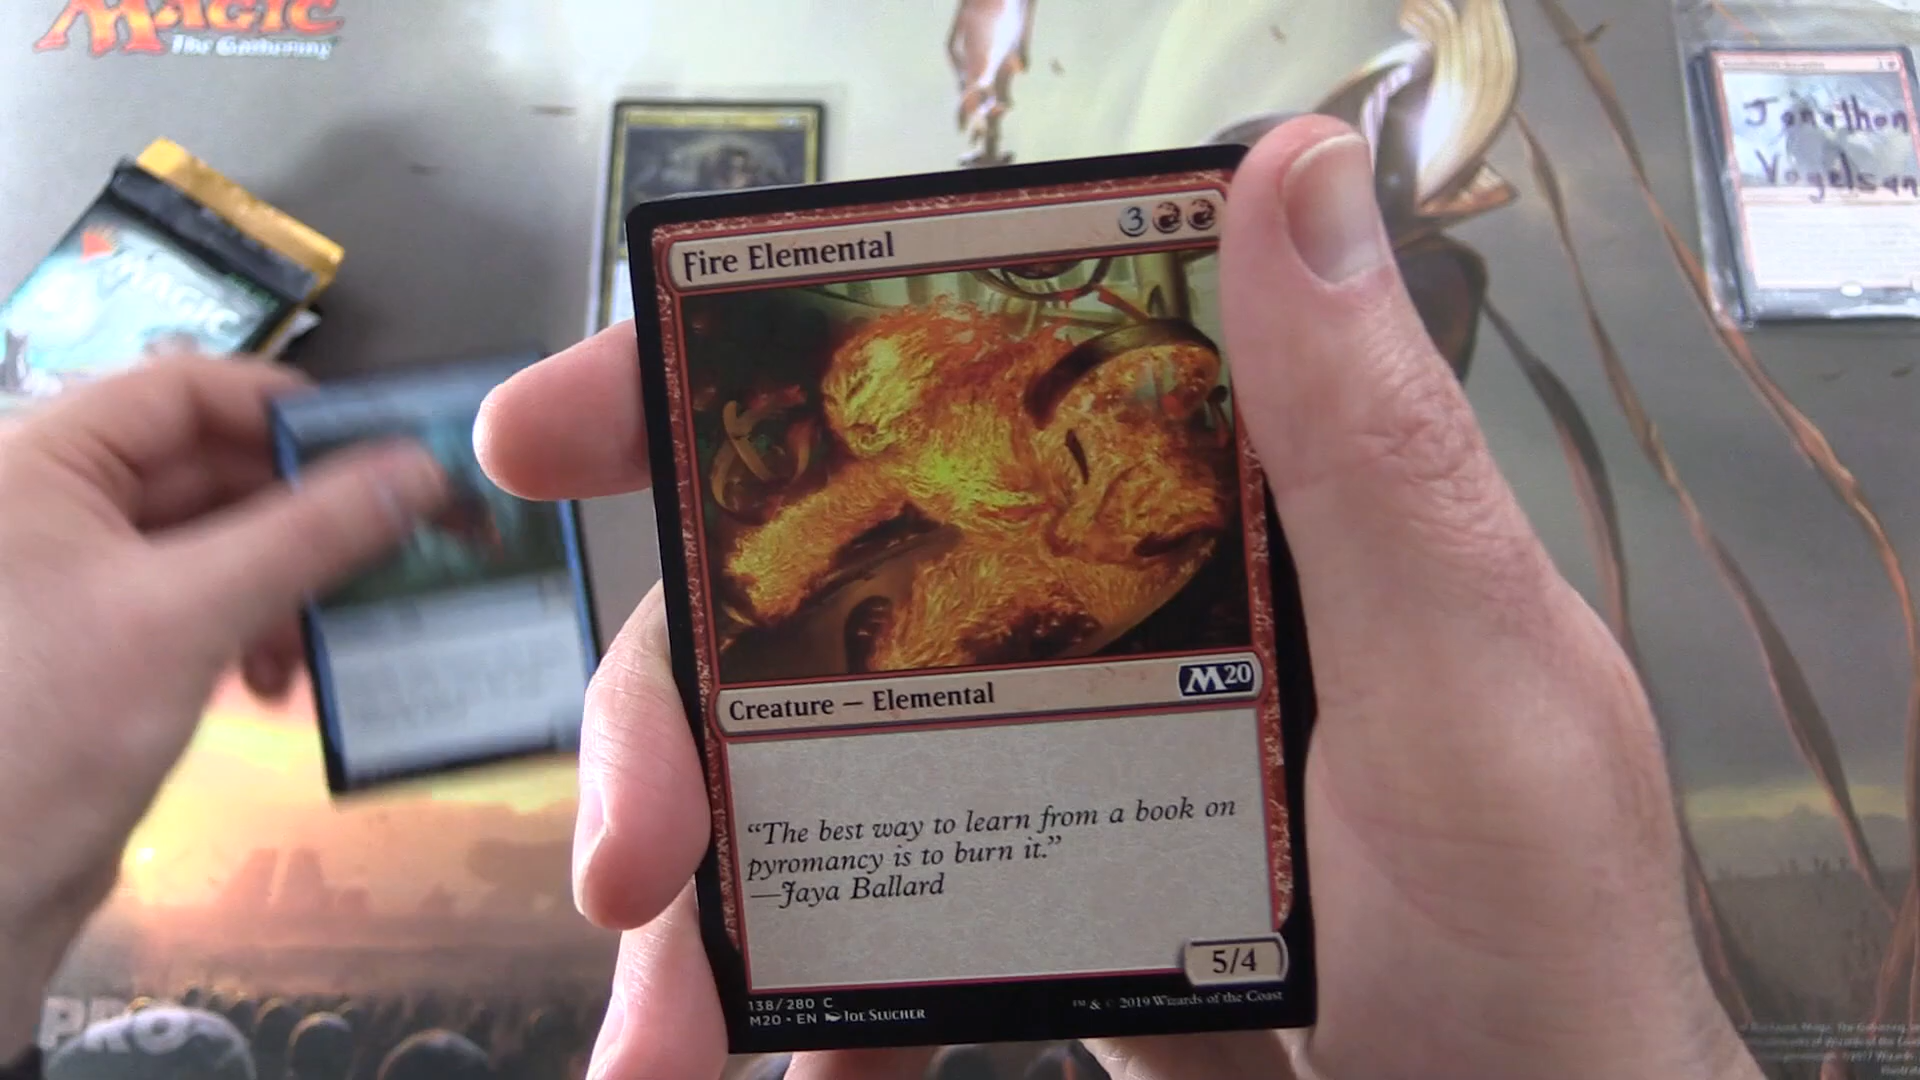 MAGIC
The Gathering
MAGIC
Jonathon
Vogelsan
Fire Elemental
3
Creature — Elemental
M20
“The best way to learn from a book on
pyromancy is to burn it.”
—Jaya Ballard
5/4
138/280 C
M20 • EN JOE SLUCHER
™ & © 2019 Wizards of the Coast
PRO